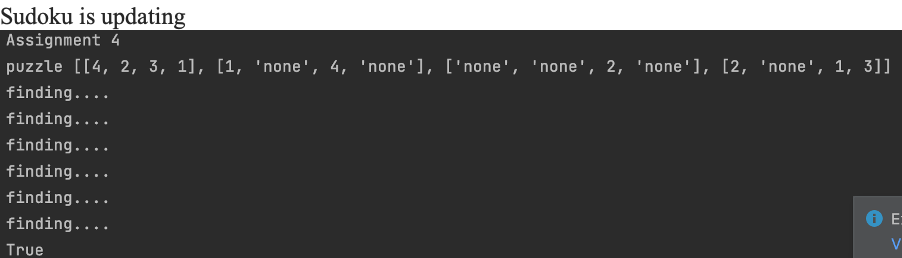 Sudoku is updating
Assignment 4
puzzle [[4, 2, 3, 1], [1, 'none', 4, 'none'], ['none', 'none', 2, 'none'], [2, 'none', 1, 3]]
finding....
finding....
finding....
finding....
finding....
finding....
True